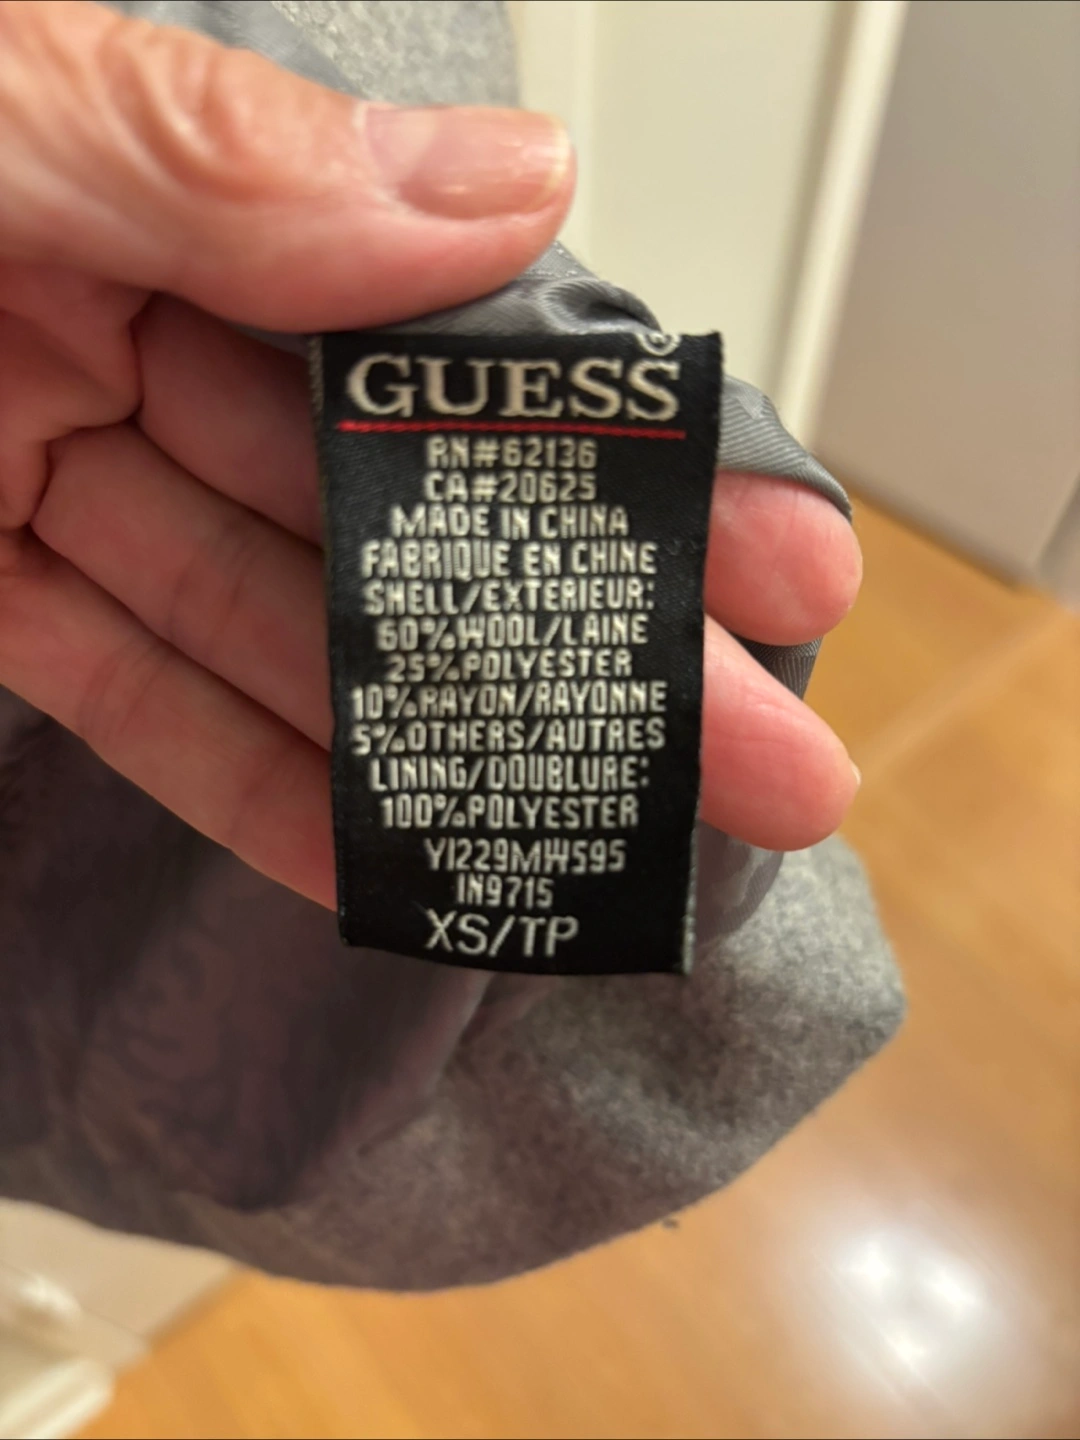 GUESS®
RN#62136
CA#20625
MADE IN CHINA
FABRIQUE EN CHINE
SHELL/EXTERIEUR:
60%WOOL/LAINE
25%POLYESTER
10%RAYON/RAYONNE
5%OTHERS/AUTRES
LINING/DOUBLURE:
100%POLYESTER
YI229MW595
IN9715
XS/TP